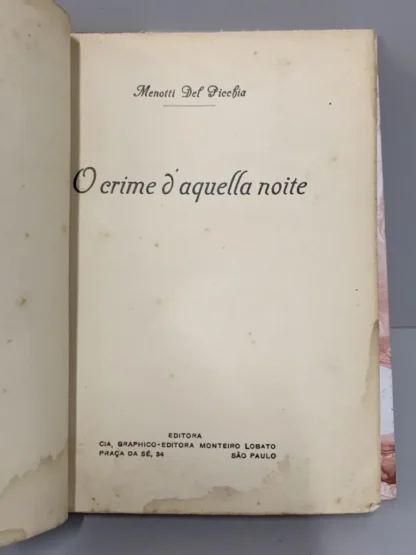 Menotti Del Picchia
O crime d'aquella noite
EDITORA
CIA. GRAPHICO-EDITORA MONTEIRO LOBATO
PRAÇA DA SÉ, 34 SÃO PAULO